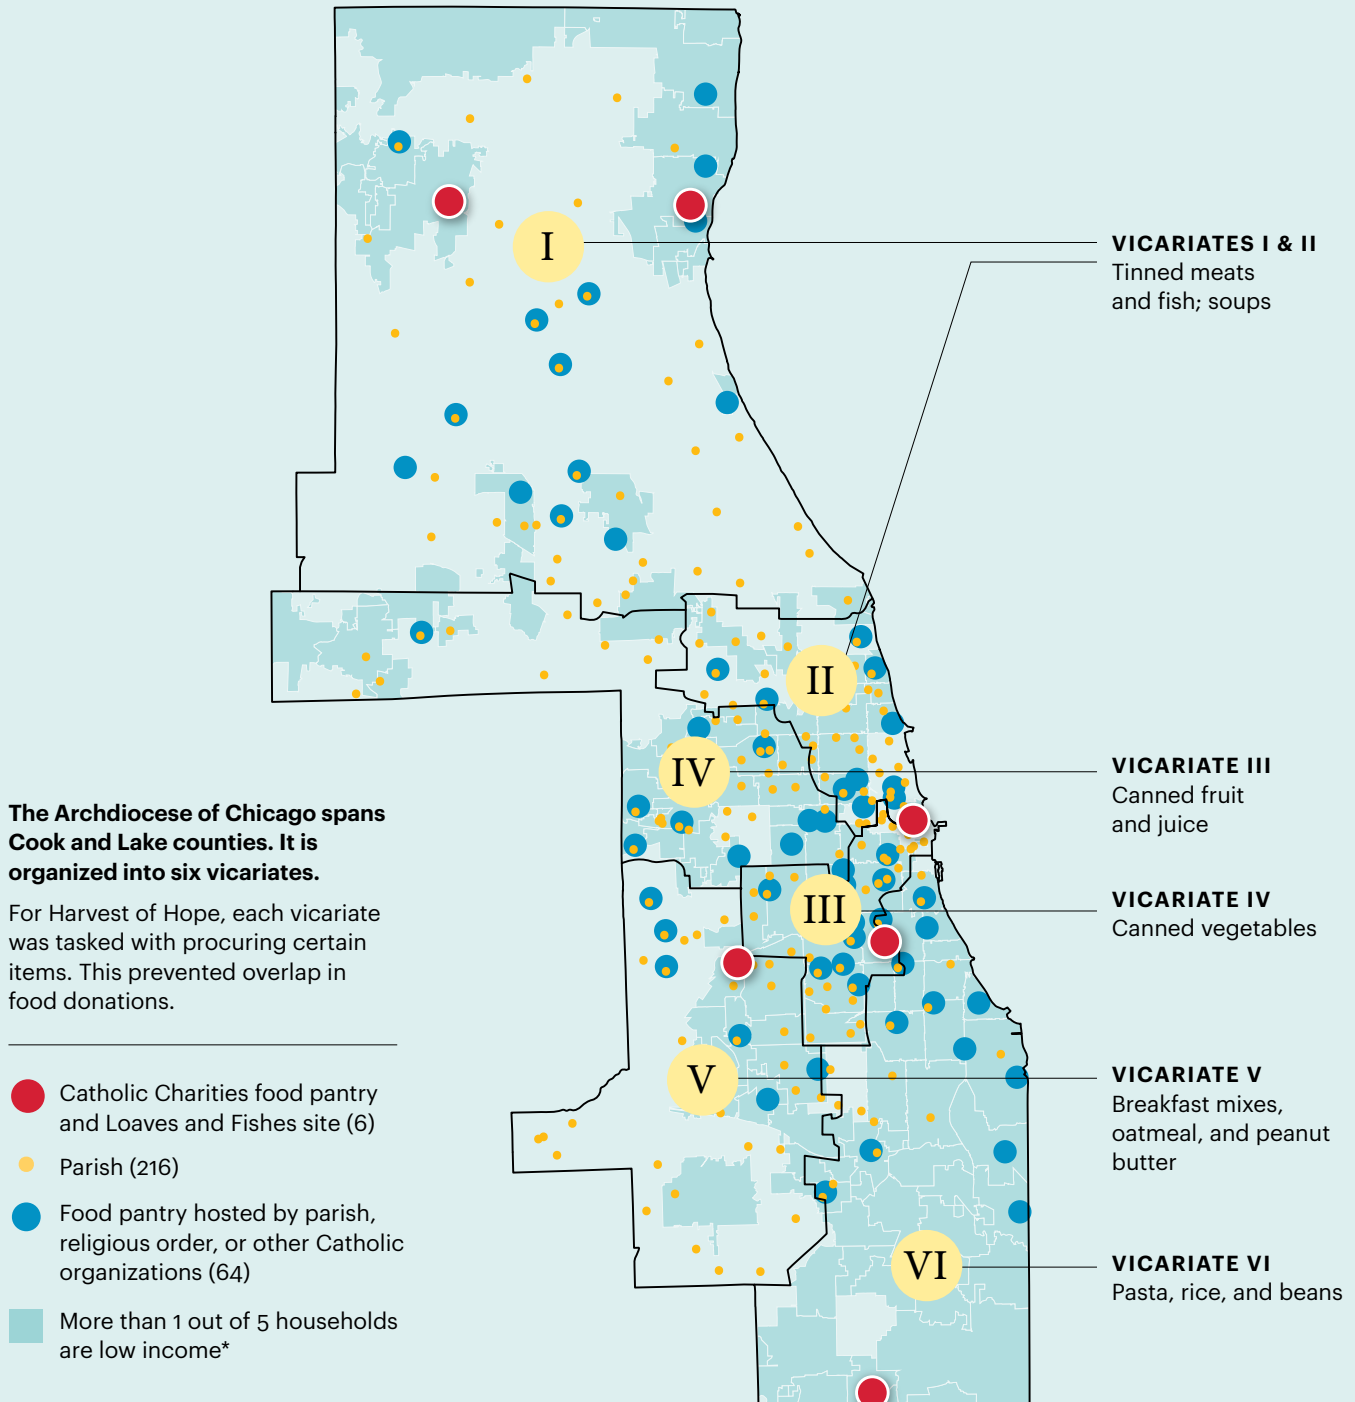 I
VICARIATES I & II
Tinned meats
and fish; soups
II
IV
VICARIATE III
Canned fruit
and juice
The Archdiocese of Chicago spans
Cook and Lake counties. It is
organized into six vicariates.
For Harvest of Hope, each vicariate
was tasked with procuring certain
items. This prevented overlap in
food donations.
III
VICARIATE IV
Canned vegetables
V
VICARIATE V
Breakfast mixes,
oatmeal, and peanut
butter
Catholic Charities food pantry
and Loaves and Fishes site (6)
Parish (216)
Food pantry hosted by parish,
religious order, or other Catholic
organizations (64)
More than 1 out of 5 households
are low income*
VI
VICARIATE VI
Pasta, rice, and beans